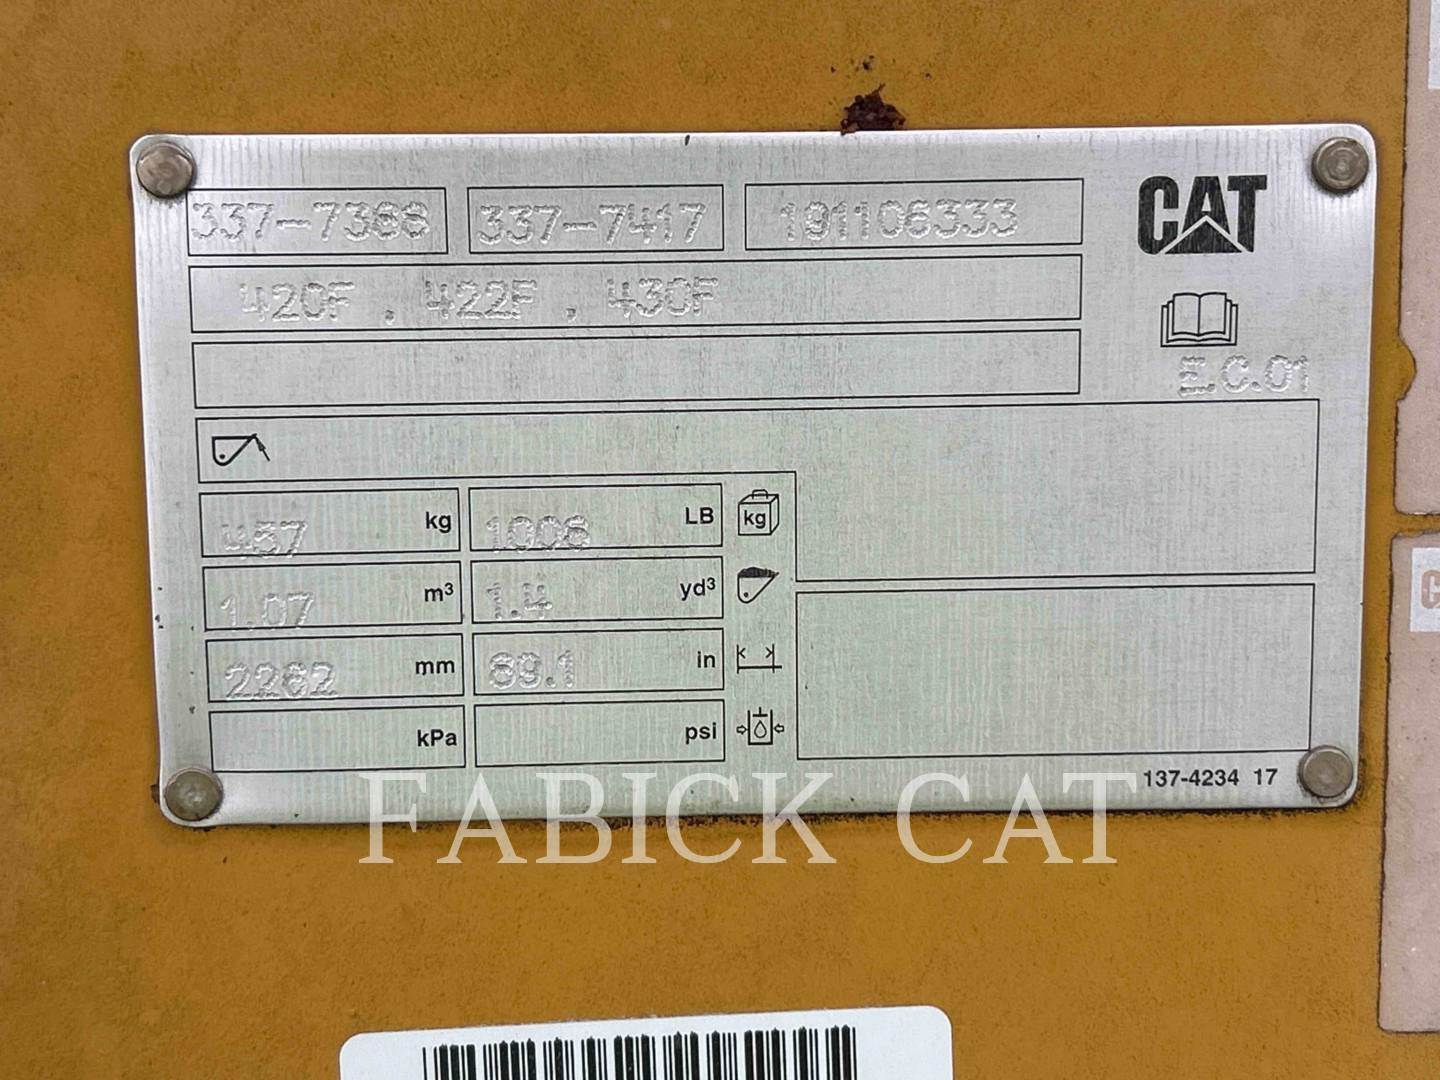 337-7388 337-7417 191106333
CAT
420F , 422F , 430F
E.C.01
457 kg 1008 LB kg
1.07 m³ 1.4 yd³
2262 mm 89.1 in
kPa psi
137-4234 17
FABICK CAT